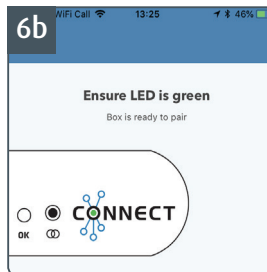 6b
WiFi Call 13:25 46%
Ensure LED is green
Box is ready to pair
CONNECT
OK